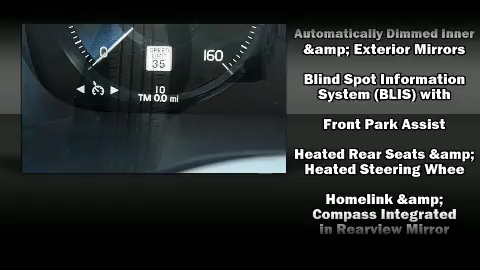 0
SPEED
LIMIT
35
160
10
TM 0.0 mi
Automatically Dimmed Inner
&amp; Exterior Mirrors
Blind Spot Information
System (BLIS) with
Front Park Assist
Heated Rear Seats &amp;
Heated Steering Whee
Homelink &amp;
Compass Integrated
in Rearview Mirror